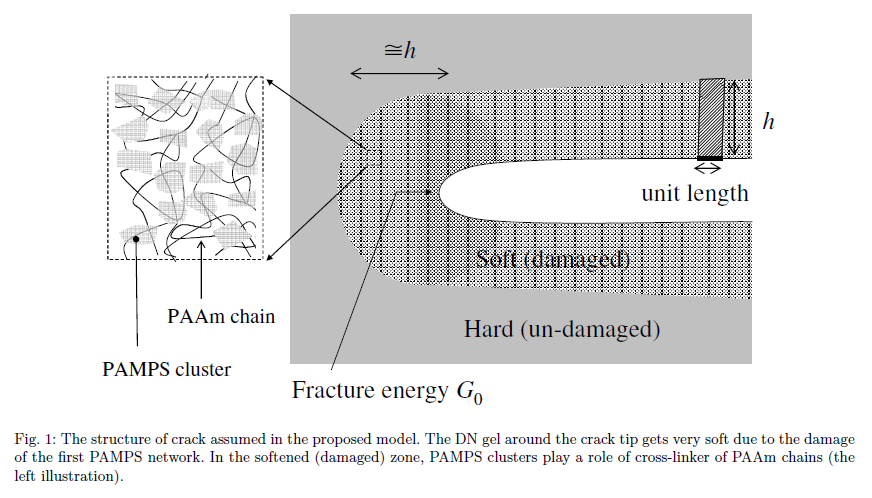 ≅h
h
unit length
Soft (damaged)
PAAm chain
Hard (un-damaged)
PAMPS cluster
Fracture energy G₀
Fig. 1: The structure of crack assumed in the proposed model. The DN gel around the crack tip gets very soft due to the damage
of the first PAMPS network. In the softened (damaged) zone, PAMPS clusters play a role of cross-linker of PAAm chains (the
left illustration).